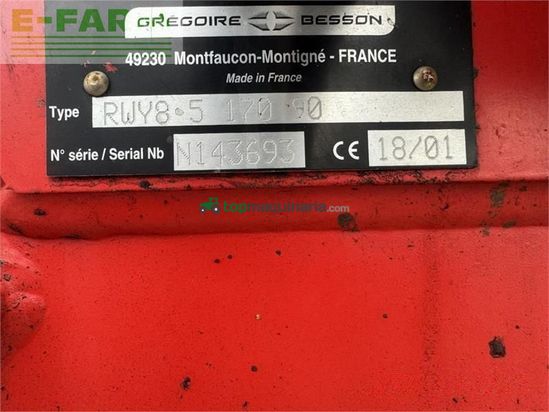 E-FAR
GREGOIRE BESSON
49230 Montfaucon-Montigné - FRANCE
Made in France
Type RWY8.5 170 90
N° série / Serial Nb N143693 CE 18/01
topmaquinaria.com